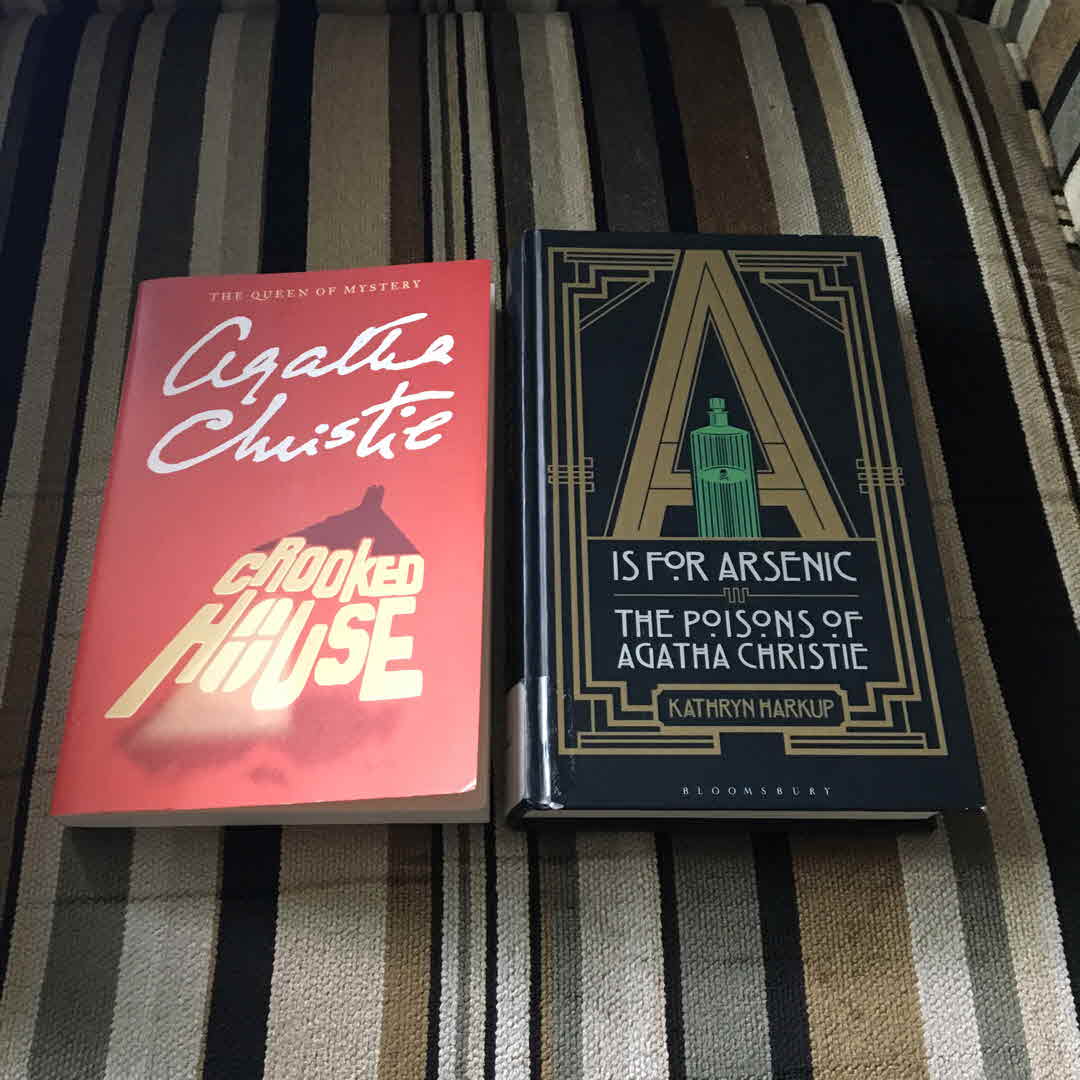 THE QUEEN OF MYSTERY
Agatha
Christie
CROOKED
HOUSE
A
IS FOR ARSENIC
THE POISONS OF
AGATHA CHRISTIE
KATHRYN HARKUP
BLOOMSBURY